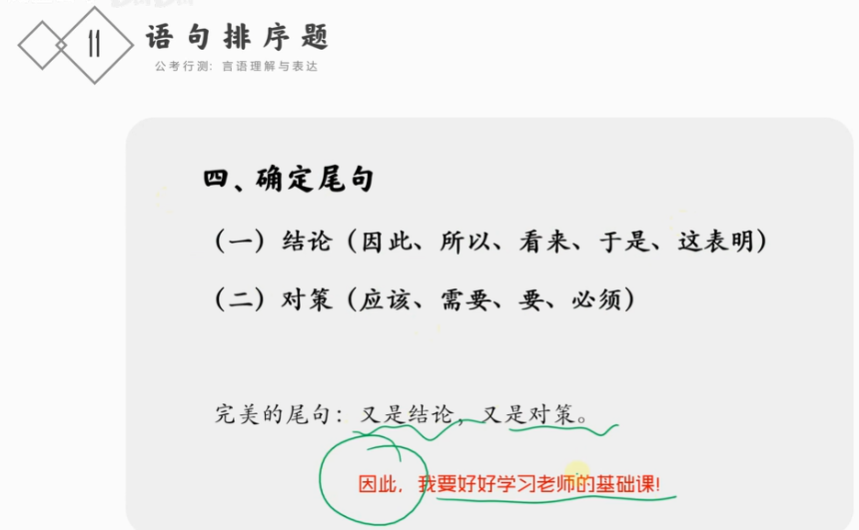 11 语句排序题
公考行测：言语理解与表达
四、确定尾句
（一）结论（因此、所以、看来、于是、这表明）
（二）对策（应该、需要、要、必须）
完美的尾句：又是结论，又是对策。
因此，我要好好学习老师的基础课!